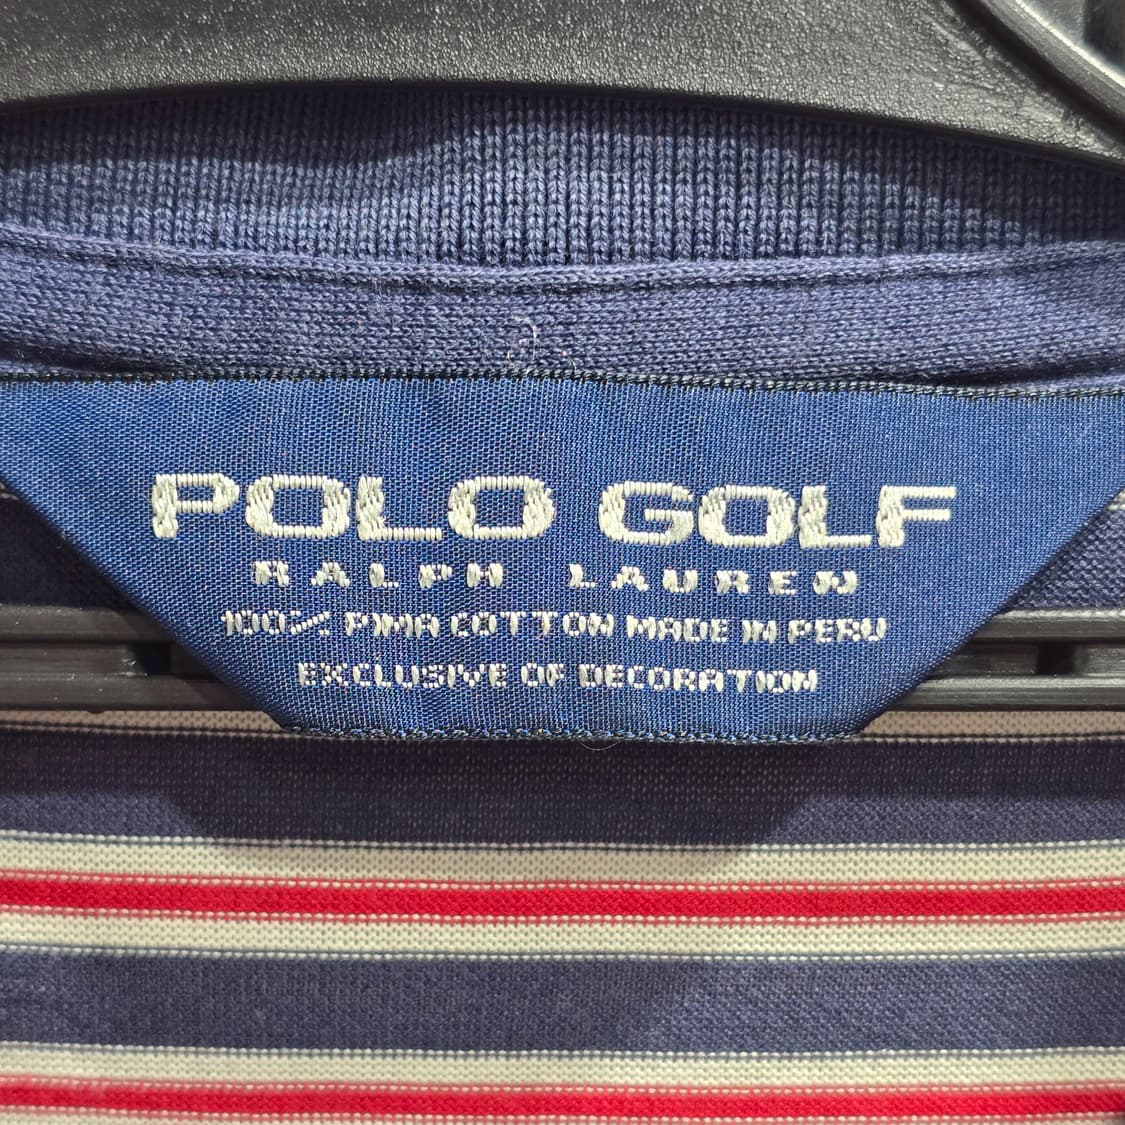 POLO GOLF
RALPH LAUREN
100% PIMA COTTON MADE IN PERU
EXCLUSIVE OF DECORATION